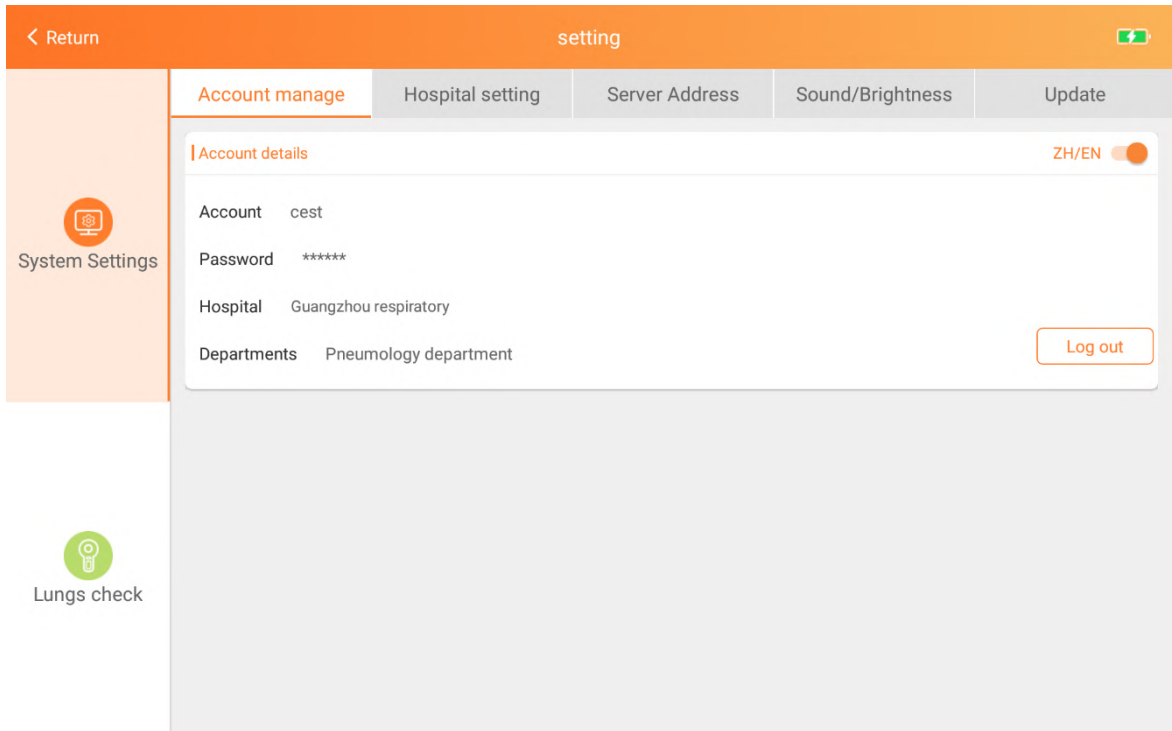 Return
setting
Account manage
Hospital setting
Server Address
Sound/Brightness
Update
Account details
ZH/EN
Account cest
Password ******
Hospital Guangzhou respiratory
Departments Pneumology department
Log out
System Settings
Lungs check